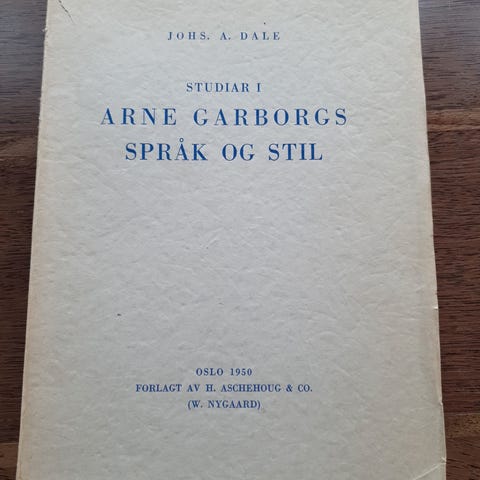 JOHS. A. DALE
STUDIAR I
ARNE GARBORGS
SPRÅK OG STIL
OSLO 1950
FORLAGT AV H. ASCHEHOUG & CO.
(W. NYGAARD)